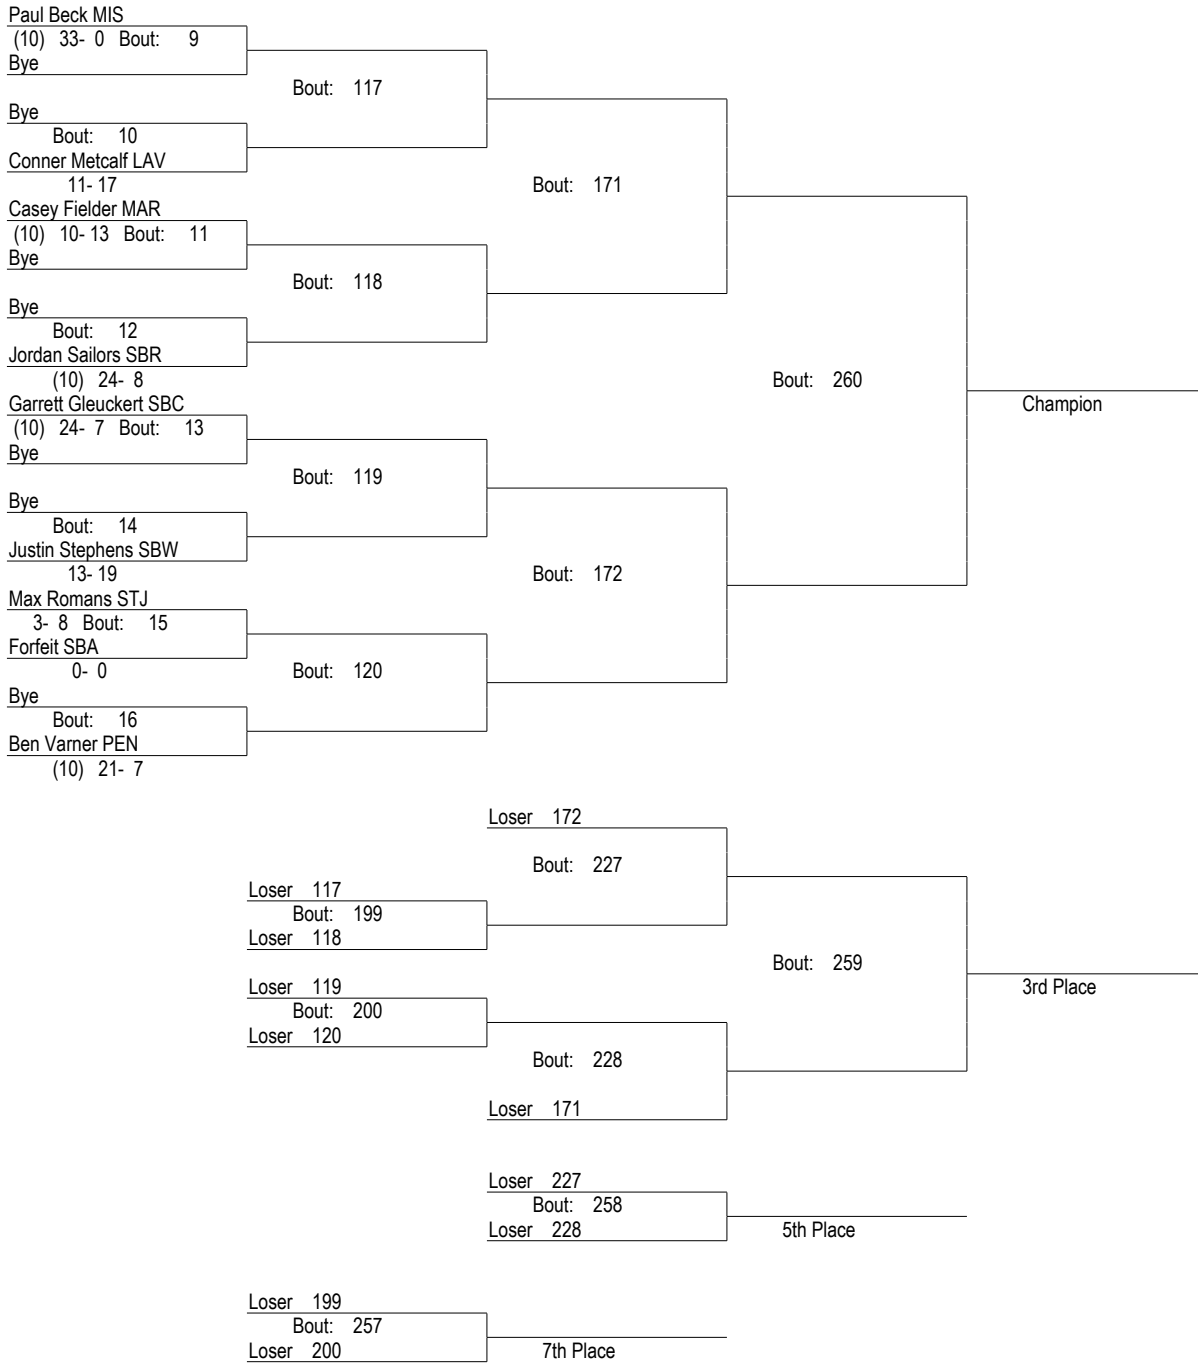 Paul Beck MIS
(10) 33- 0 Bout: 9
Bye
Bout: 117
Bye
Bout: 10
Conner Metcalf LAV
11- 17
Bout: 171
Casey Fielder MAR
(10) 10- 13 Bout: 11
Bye
Bout: 118
Bye
Bout: 12
Jordan Sailors SBR
(10) 24- 8
Bout: 260
Champion
Garrett Gleuckert SBC
(10) 24- 7 Bout: 13
Bye
Bout: 119
Bye
Bout: 14
Justin Stephens SBW
13- 19
Bout: 172
Max Romans STJ
3- 8 Bout: 15
Forfeit SBA
0- 0
Bout: 120
Bye
Bout: 16
Ben Varner PEN
(10) 21- 7
Loser 172
Bout: 227
Loser 117
Bout: 199
Loser 118
Bout: 259
3rd Place
Loser 119
Bout: 200
Loser 120
Bout: 228
Loser 171
Loser 227
Bout: 258
Loser 228
5th Place
Loser 199
Bout: 257
Loser 200
7th Place